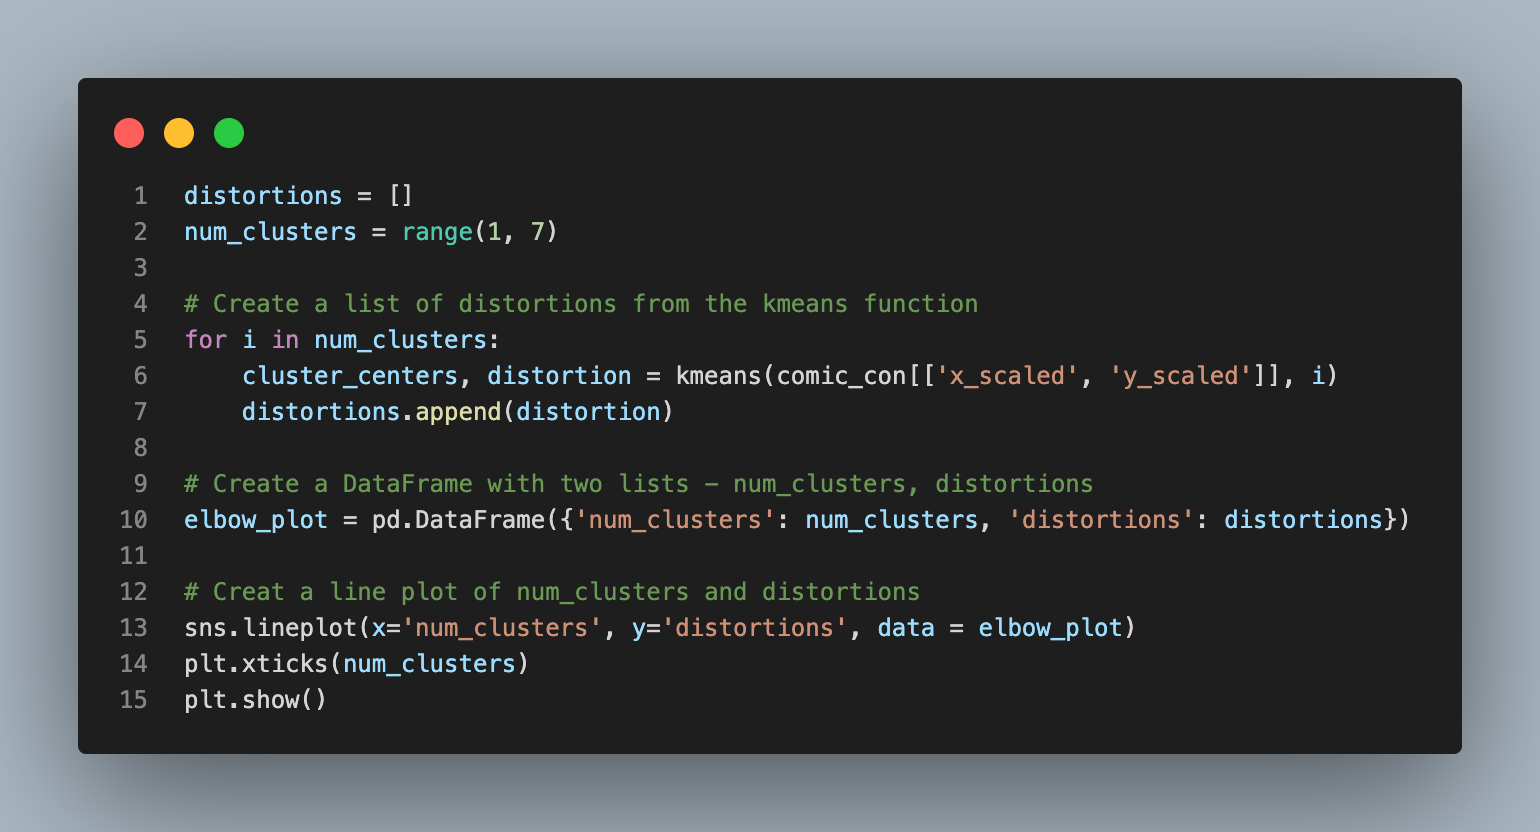 1 distortions = []
2 num_clusters = range(1, 7)
3
4 # Create a list of distortions from the kmeans function
5 for i in num_clusters:
6     cluster_centers, distortion = kmeans(comic_con[['x_scaled', 'y_scaled']], i)
7     distortions.append(distortion)
8
9 # Create a DataFrame with two lists – num_clusters, distortions
10 elbow_plot = pd.DataFrame({'num_clusters': num_clusters, 'distortions': distortions})
11
12 # Creat a line plot of num_clusters and distortions
13 sns.lineplot(x='num_clusters', y='distortions', data = elbow_plot)
14 plt.xticks(num_clusters)
15 plt.show()